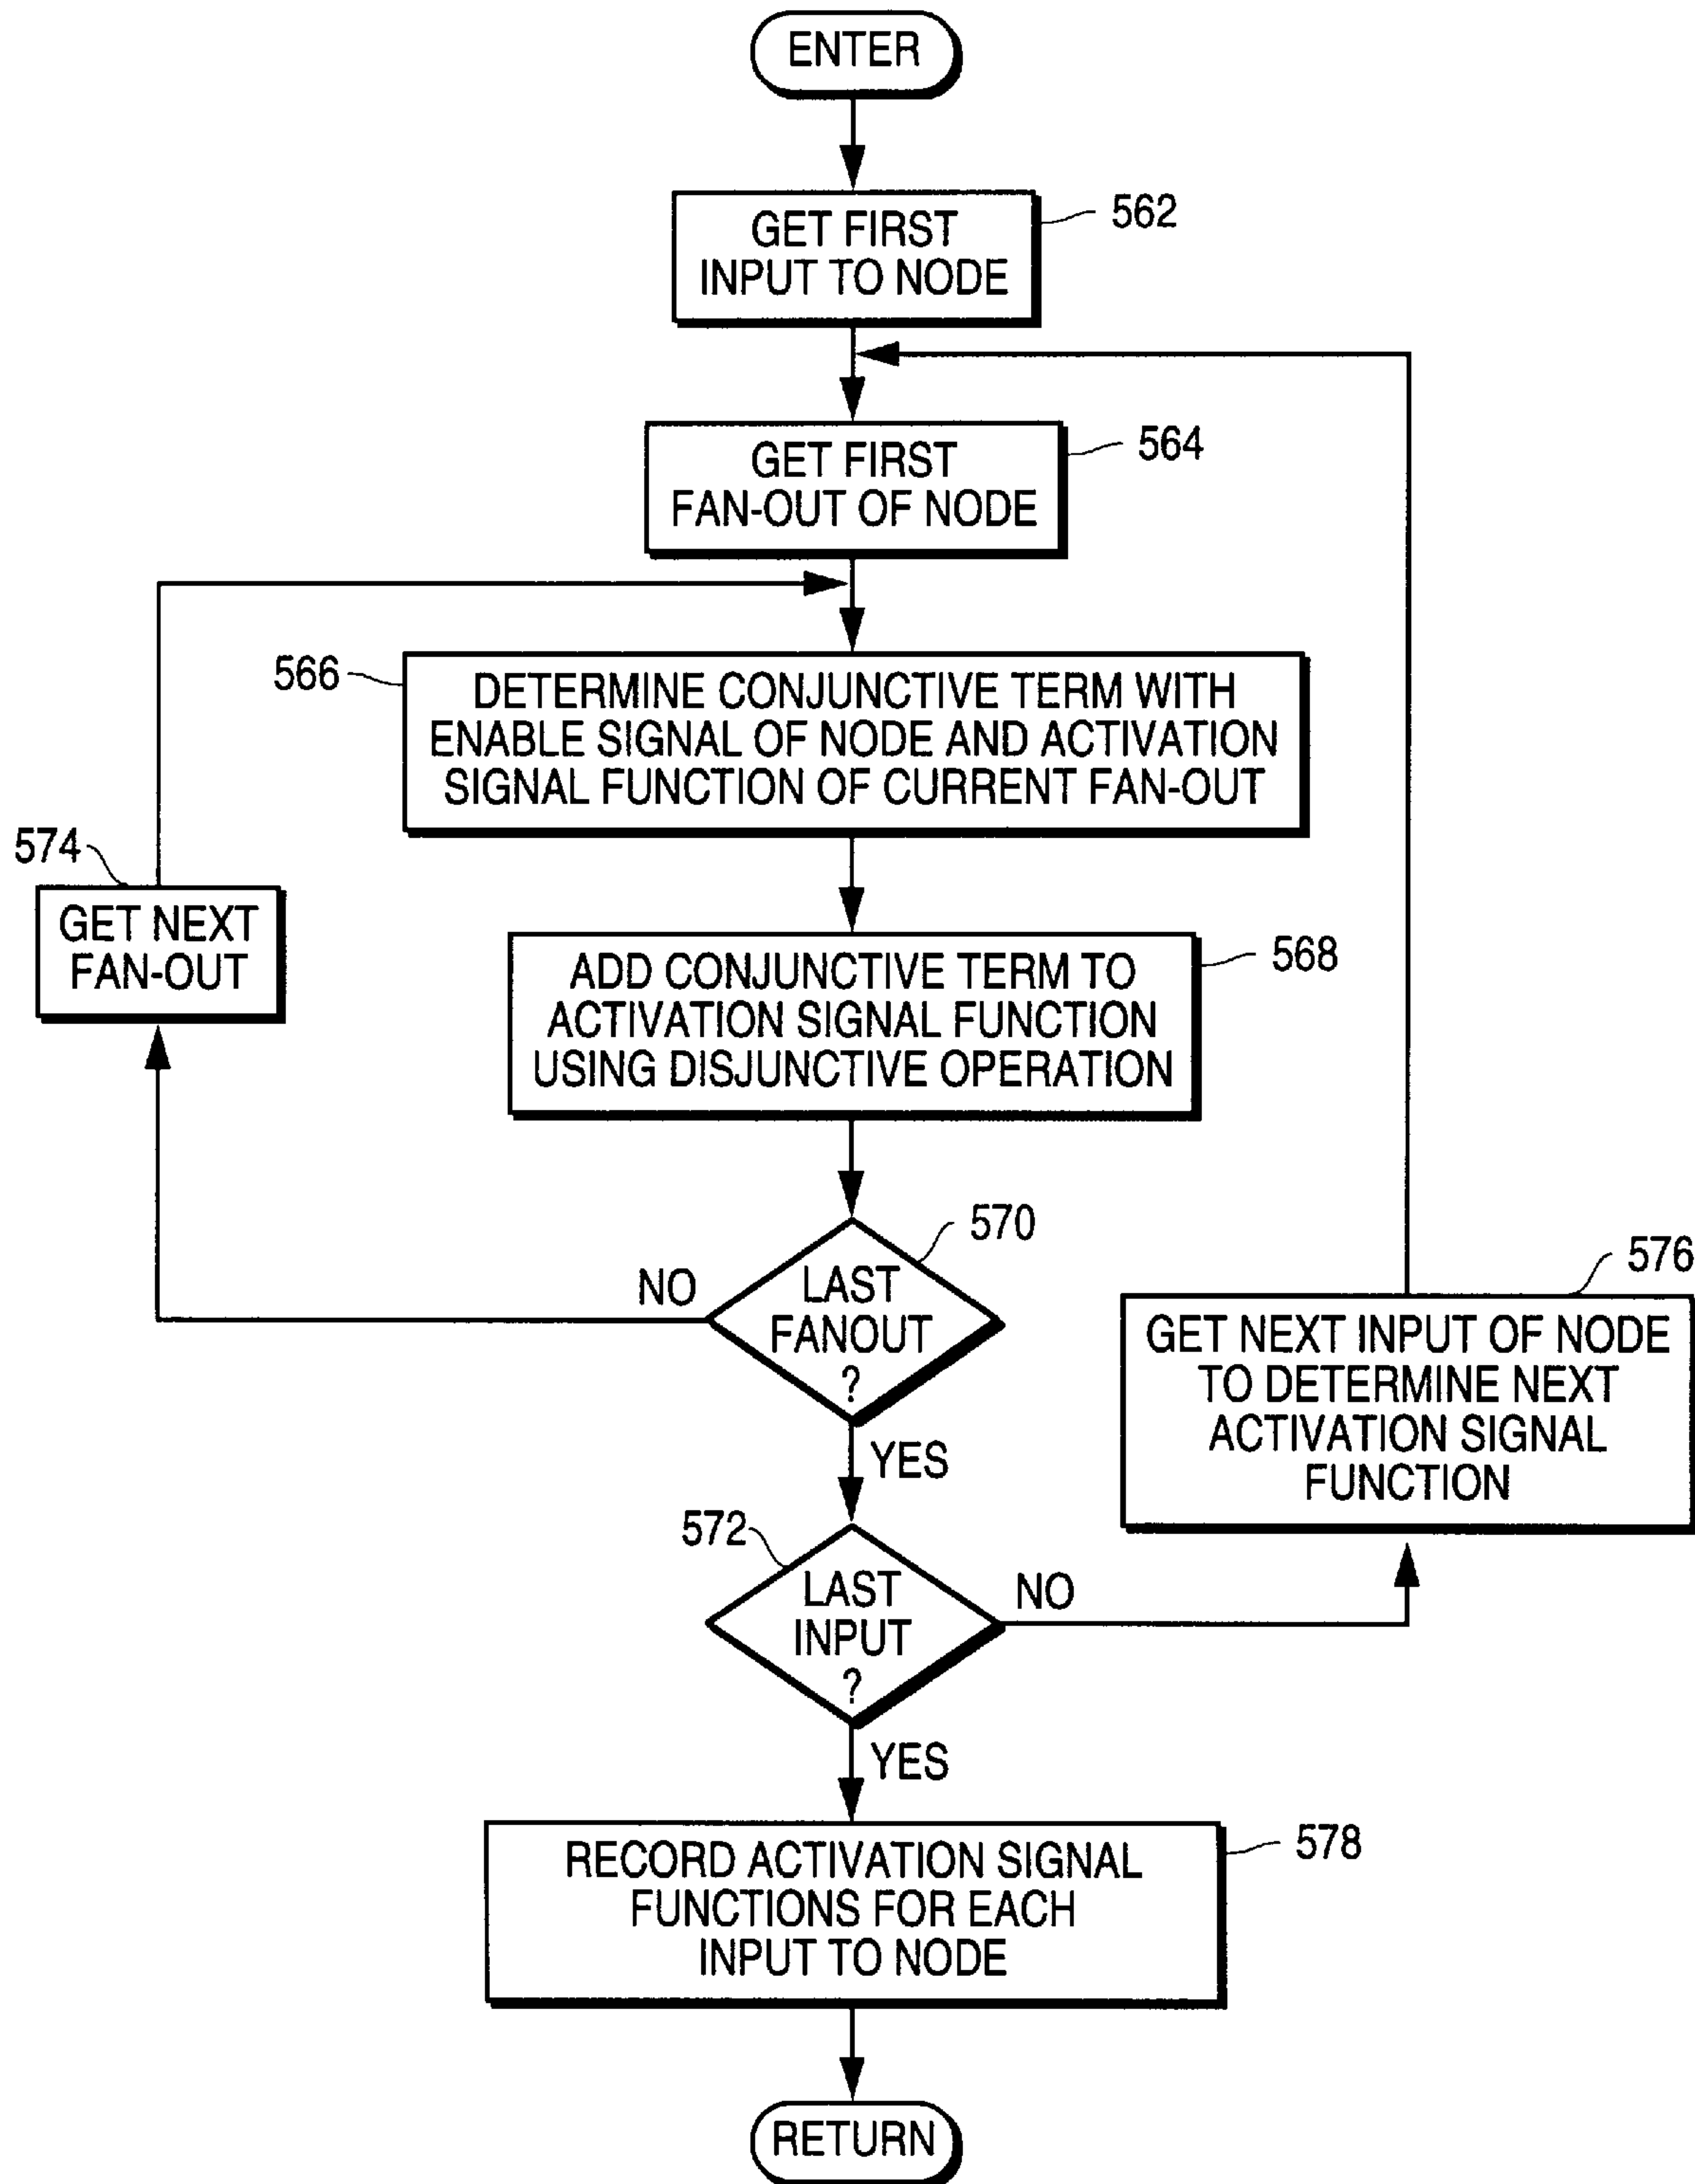 ENTER
GET FIRST
INPUT TO NODE
562
GET FIRST
FAN-OUT OF NODE
564
566
DETERMINE CONJUNCTIVE TERM WITH
ENABLE SIGNAL OF NODE AND ACTIVATION
SIGNAL FUNCTION OF CURRENT FAN-OUT
574
GET NEXT
FAN-OUT
ADD CONJUNCTIVE TERM TO
ACTIVATION SIGNAL FUNCTION
USING DISJUNCTIVE OPERATION
568
570
NO
LAST
FANOUT
?
YES
576
GET NEXT INPUT OF NODE
TO DETERMINE NEXT
ACTIVATION SIGNAL
FUNCTION
572
LAST
INPUT
?
NO
YES
RECORD ACTIVATION SIGNAL
FUNCTIONS FOR EACH
INPUT TO NODE
578
RETURN